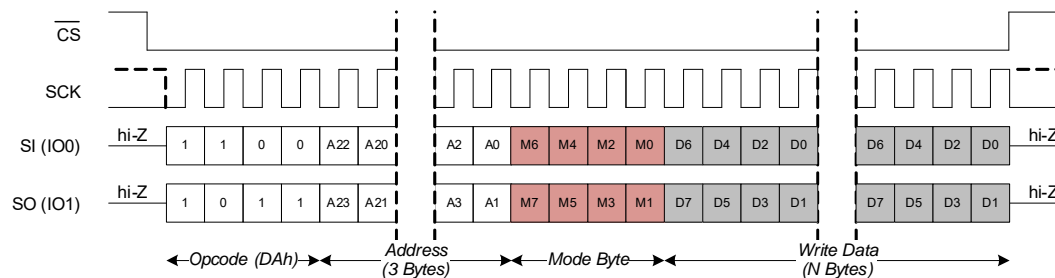 CS
SCK
SI (IO0) hi-Z 1 1 0 0 A22 A20 A2 A0 M6 M4 M2 M0 D6 D4 D2 D0 D6 D4 D2 D0 hi-Z
SO (IO1) hi-Z 1 0 1 1 A23 A21 A3 A1 M7 M5 M3 M1 D7 D5 D3 D1 D7 D5 D3 D1 hi-Z
Opcode (DAh) Address Mode Byte Write Data
(3 Bytes) (N Bytes)